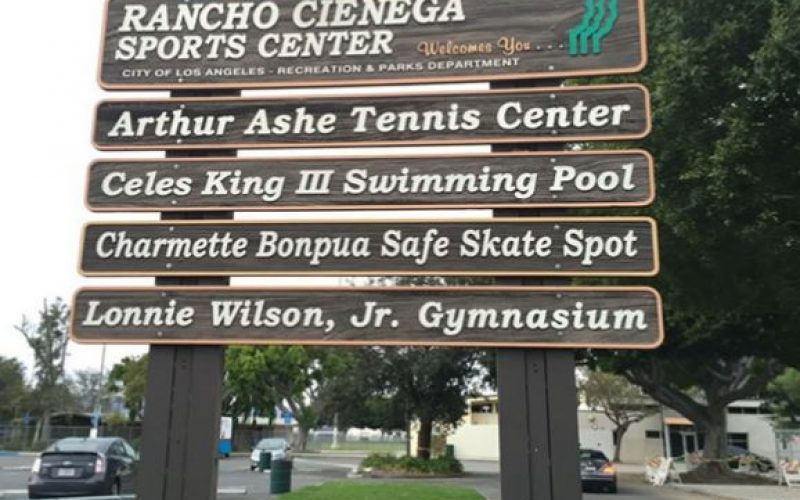 RANCHO CIENEGA
SPORTS CENTER Welcomes You...
CITY OF LOS ANGELES - RECREATION & PARKS DEPARTMENT
Arthur Ashe Tennis Center
Celes King III Swimming Pool
Charmette Bonpua Safe Skate Spot
Lonnie Wilson, Jr. Gymnasium